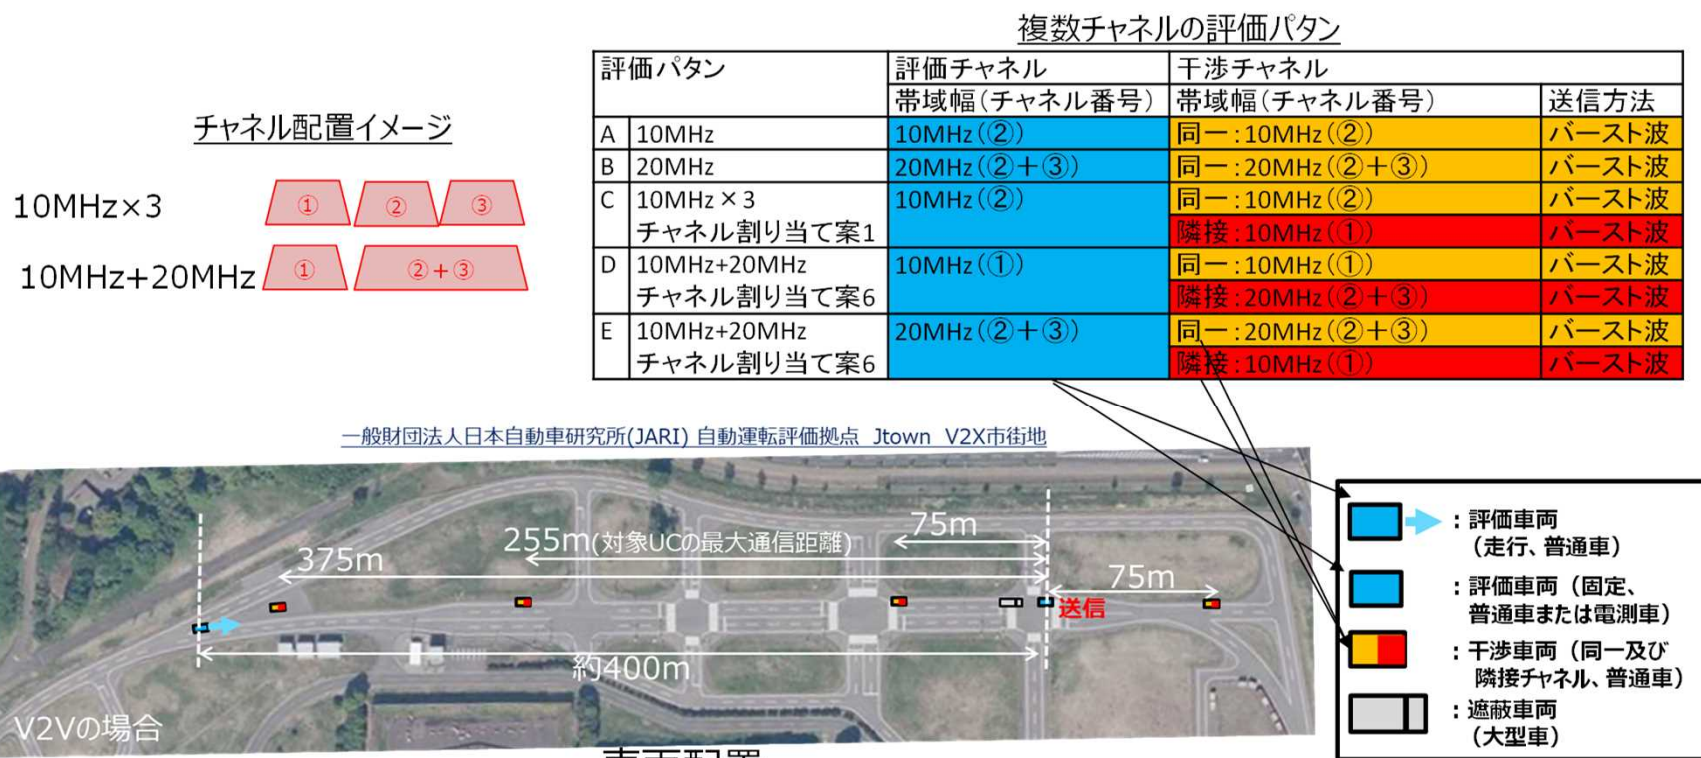 複数チャネルの評価パタン
評価パタン 評価チャネル 干渉チャネル
帯域幅(チャネル番号) 帯域幅(チャネル番号) 送信方法
A 10MHz 10MHz(②) 同一:10MHz(②) バースト波
B 20MHz 20MHz(②+③) 同一:20MHz(②+③) バースト波
C 10MHz×3 10MHz(②) 同一:10MHz(②) バースト波
チャネル割り当て案1 隣接:10MHz(①) バースト波
D 10MHz+20MHz 10MHz(①) 同一:10MHz(①) バースト波
チャネル割り当て案6 隣接:20MHz(②+③) バースト波
E 10MHz+20MHz 20MHz(②+③) 同一:20MHz(②+③) バースト波
チャネル割り当て案6 隣接:10MHz(①) バースト波
チャネル配置イメージ
10MHz×3 ① ② ③
10MHz+20MHz ① ②+③
一般財団法人日本自動車研究所(JARI) 自動運転評価拠点 Jtown V2X市街地
75m
255m(対象UCの最大通信距離)
375m
75m
送信
約400m
V2Vの場合
車両配置
:評価車両
(走行、普通車)
:評価車両(固定、
普通車または電測車)
:干渉車両(同一及び
隣接チャネル、普通車)
:遮蔽車両
(大型車)